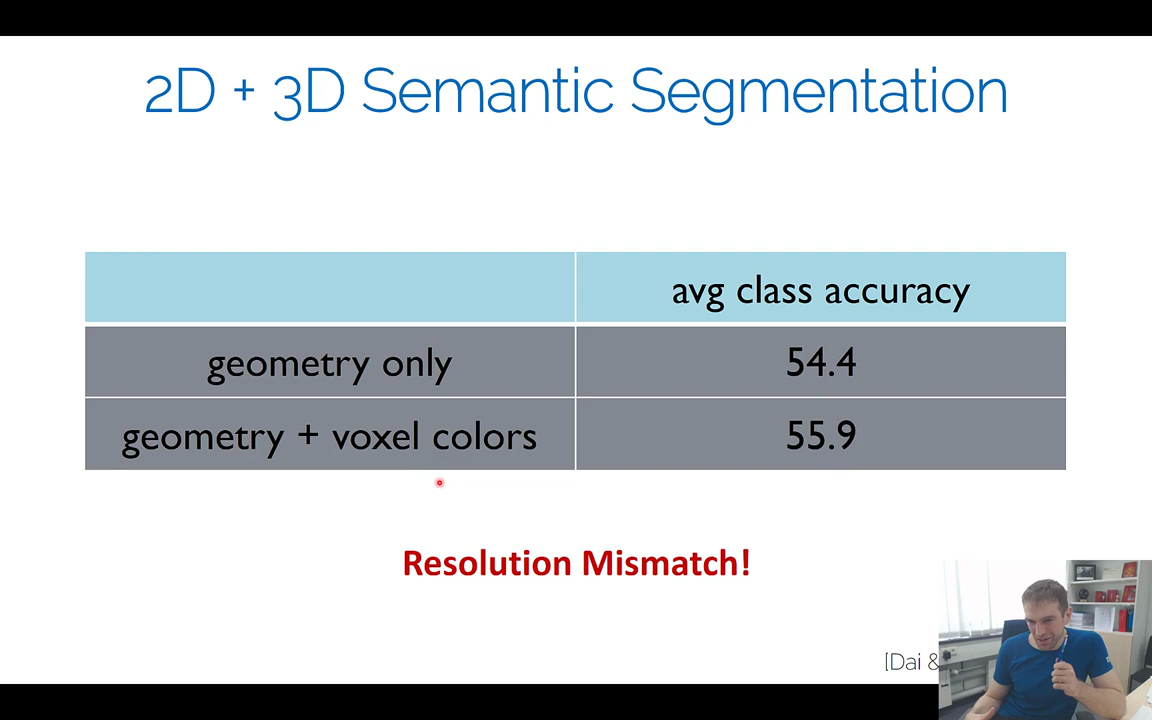 2D + 3D Semantic Segmentation
avg class accuracy
geometry only 54.4
geometry + voxel colors 55.9
Resolution Mismatch!
[Dai &